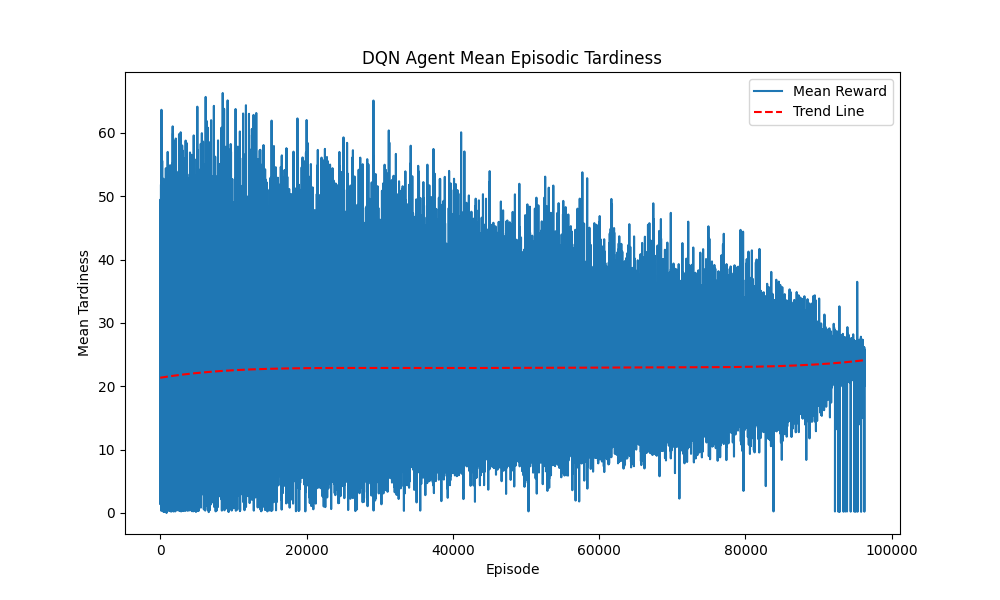 DQN Agent Mean Episodic Tardiness
Mean Reward
Trend Line
Mean Tardiness
60
50
40
30
20
10
0
0 20000 40000 60000 80000 100000
Episode